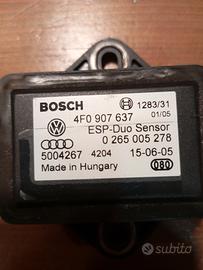 BOSCH 1283/31
01/05
4F0 907 637
ESP-Duo Sensor
0 265 005 278
5004267 4204 15-06-05
Made in Hungary 080
subito